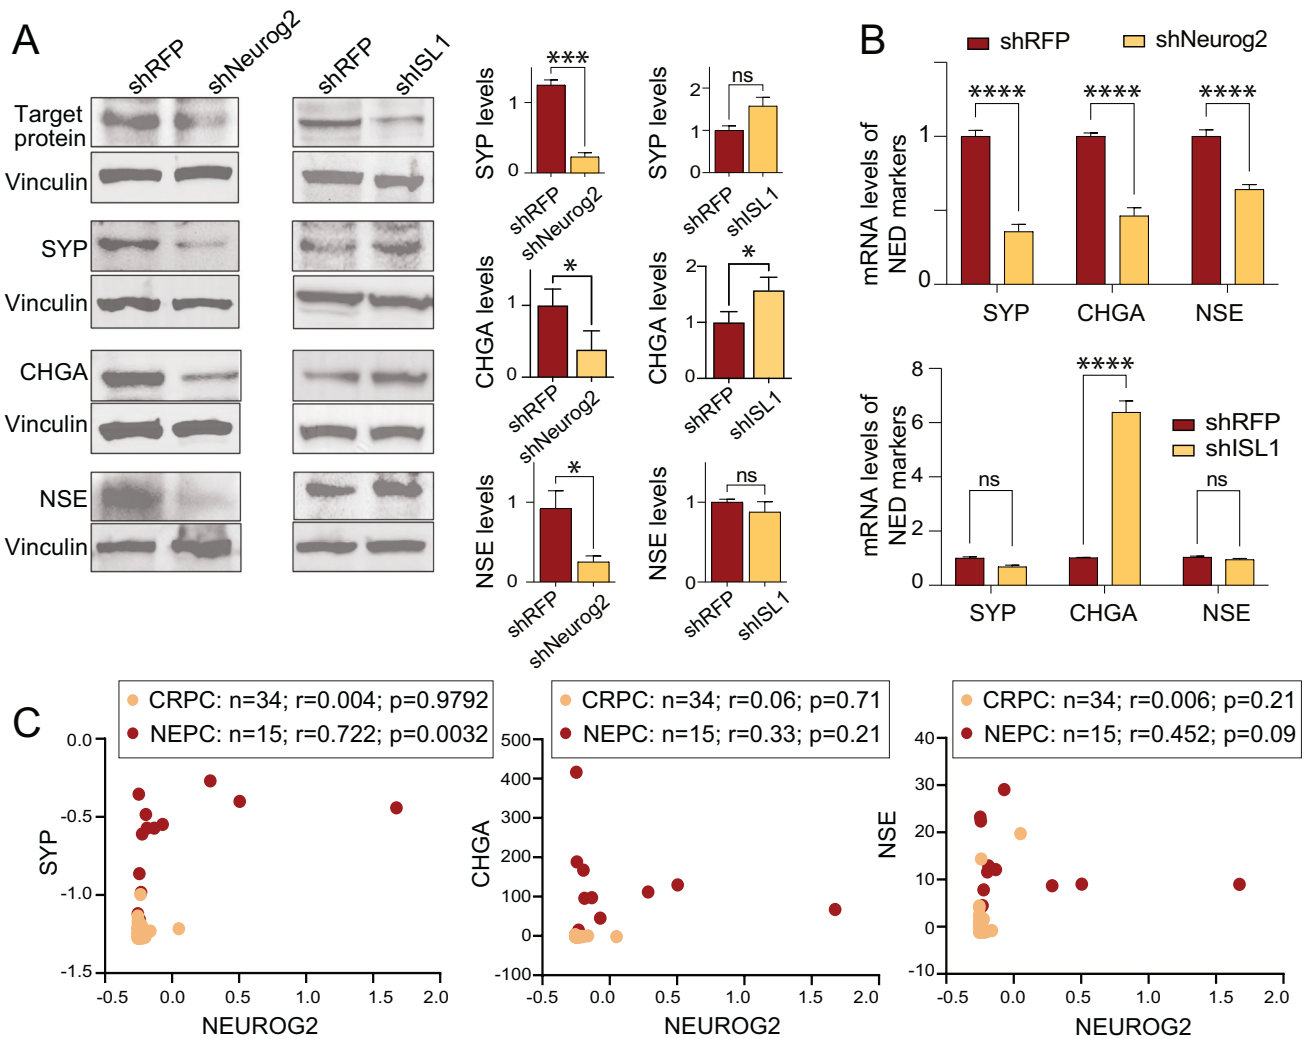 A
shRFP
shNeurog2
shRFP
shISL1
Target
protein
Vinculin
SYP
Vinculin
CHGA
Vinculin
NSE
Vinculin
***
SYP levels
1
0
shRFP
shNeurog2
ns
SYP levels
2
1
0
shRFP
shISL1
*
CHGA levels
1
0
shRFP
shNeurog2
*
CHGA levels
2
1
0
shRFP
shISL1
*
NSE levels
1
0
shRFP
shNeurog2
ns
NSE levels
1
0
shRFP
shISL1
B
shRFP
shNeurog2
**** **** ****
mRNA levels of
NED markers
1
0
SYP CHGA NSE
mRNA levels of
NED markers
8
6
4
2
0
ns **** ns
shRFP
shISL1
SYP CHGA NSE
C
CRPC: n=34; r=0.004; p=0.9792
NEPC: n=15; r=0.722; p=0.0032
SYP
0.0
-0.5
-1.0
-1.5
-0.5 0.0 0.5 1.0 1.5 2.0
NEUROG2
CRPC: n=34; r=0.06; p=0.71
NEPC: n=15; r=0.33; p=0.21
CHGA
500
400
300
200
100
0
-100
-0.5 0.0 0.5 1.0 1.5 2.0
NEUROG2
CRPC: n=34; r=0.006; p=0.21
NEPC: n=15; r=0.452; p=0.09
NSE
40
30
20
10
0
-10
-0.5 0.0 0.5 1.0 1.5 2.0
NEUROG2